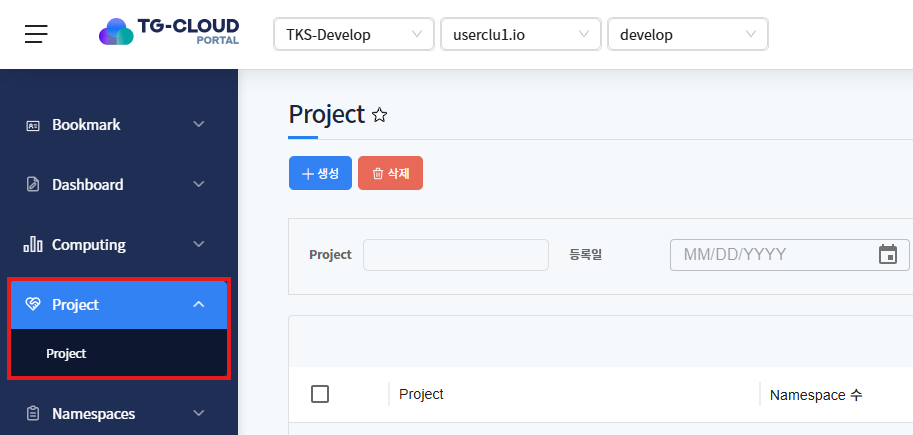 TG-CLOUD
PORTAL
TKS-Develop
userclu1.io
develop
Bookmark
Dashboard
Computing
Project
Project
Namespaces
Project
생성
삭제
Project
등록일
MM/DD/YYYY
Project
Namespace 수